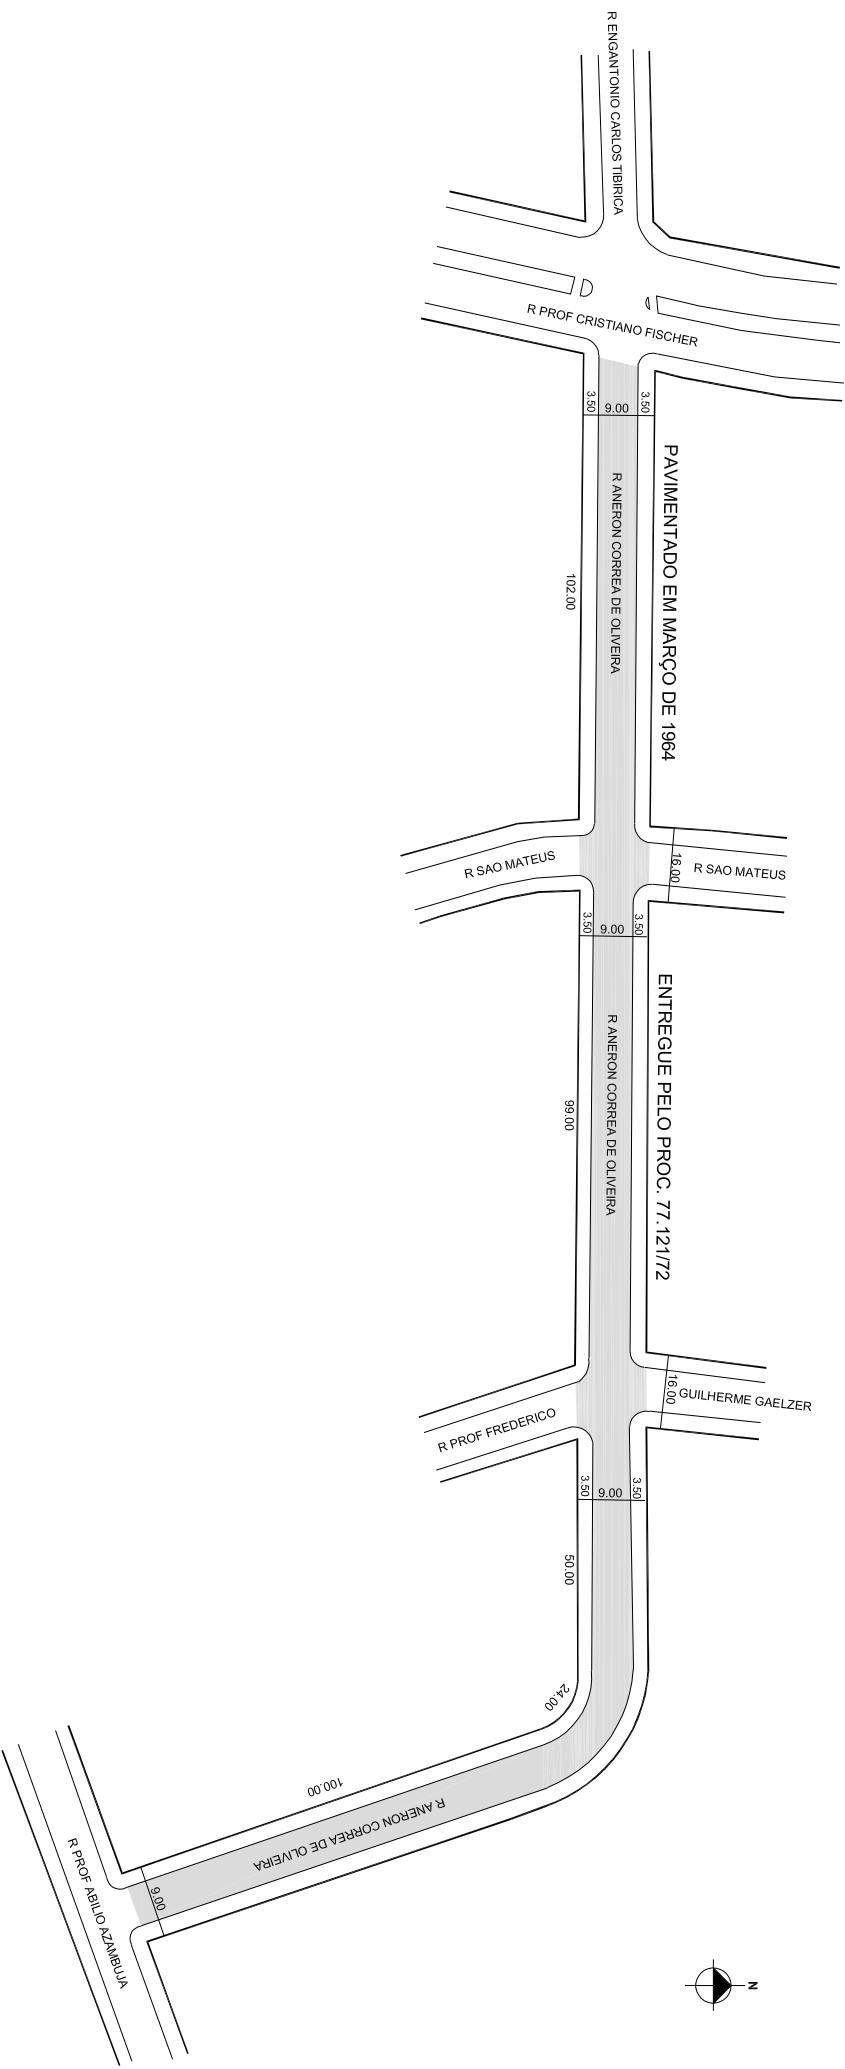 R ENGANTONIO CARLOS TIBIRICA
R PROF CRISTIANO FISCHER
3.50
9.00
3.50
PAVIMENTADO EM MARÇO DE 1964
R ANERON CORREA DE OLIVEIRA
102.00
R SAO MATEUS
16.00
R SAO MATEUS
3.50
9.00
3.50
ENTREGUE PELO PROC. 77.121/72
R ANERON CORREA DE OLIVEIRA
99.00
16.00
GUILHERME GAELZER
R PROF FREDERICO
3.50
9.00
3.50
50.00
24.00
100.00
R ANERON CORREA DE OLIVEIRA
9.00
R PROF ABILIO AZAMBUJA
N